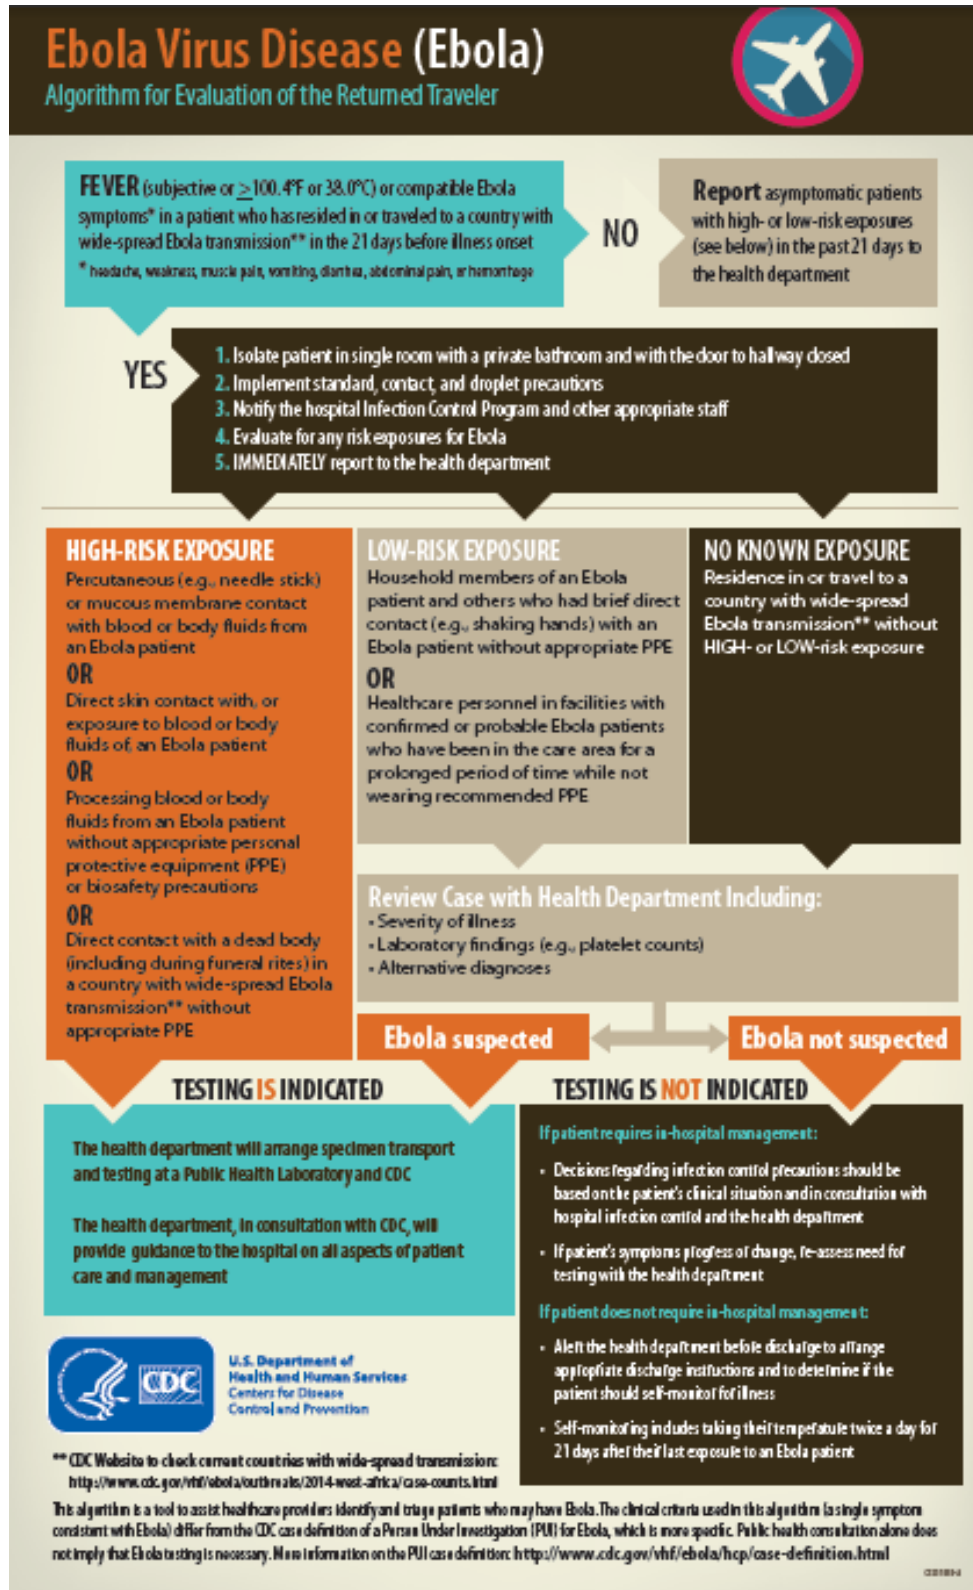 Ebola Virus Disease (Ebola)
Algorithm for Evaluation of the Returned Traveler
FEVER (subjective or ≥100.4°F or 38.0°C) or compatible Ebola
symptoms* in a patient who has resided in or traveled to a country with
wide-spread Ebola transmission** in the 21 days before illness onset
* headache, weakness, muscle pain, vomiting, diarrhea, abdominal pain, or hemorrhage
NO
Report asymptomatic patients
with high- or low-risk exposures
(see below) in the past 21 days to
the health department
YES
1. Isolate patient in single room with a private bathroom and with the door to hallway closed
2. Implement standard, contact, and droplet precautions
3. Notify the hospital Infection Control Program and other appropriate staff
4. Evaluate for any risk exposures for Ebola
5. IMMEDIATELY report to the health department
HIGH-RISK EXPOSURE
Percutaneous (e.g., needle stick)
or mucous membrane contact
with blood or body fluids from
an Ebola patient
OR
Direct skin contact with, or
exposure to blood or body
fluids of, an Ebola patient
OR
Processing blood or body
fluids from an Ebola patient
without appropriate personal
protective equipment (PPE)
or biosafety precautions
OR
Direct contact with a dead body
(including during funeral rites) in
a country with wide-spread Ebola
transmission** without
appropriate PPE
LOW-RISK EXPOSURE
Household members of an Ebola
patient and others who had brief direct
contact (e.g., shaking hands) with an
Ebola patient without appropriate PPE
OR
Healthcare personnel in facilities with
confirmed or probable Ebola patients
who have been in the care area for a
prolonged period of time while not
wearing recommended PPE
NO KNOWN EXPOSURE
Residence in or travel to a
country with wide-spread
Ebola transmission** without
HIGH- or LOW-risk exposure
Review Case with Health Department Including:
• Severity of illness
• Laboratory findings (e.g., platelet counts)
• Alternative diagnoses
Ebola suspected
Ebola not suspected
TESTING IS INDICATED
The health department will arrange specimen transport
and testing at a Public Health Laboratory and CDC
The health department, in consultation with CDC, will
provide guidance to the hospital on all aspects of patient
care and management
TESTING IS NOT INDICATED
If patient requires in-hospital management:
• Decisions regarding infection control precautions should be
based on the patient's clinical situation and in consultation with
hospital infection control and the health department
• If patient's symptoms progress or change, re-assess need for
testing with the health department
If patient does not require in-hospital management:
• Alert the health department before discharge to arrange
appropriate discharge instructions and to determine if the
patient should self-monitor for illness
• Self-monitoring includes taking their temperature twice a day for
21 days after their last exposure to an Ebola patient
CDC
U.S. Department of
Health and Human Services
Centers for Disease
Control and Prevention
** CDC Website to check current countries with wide-spread transmission:
http://www.cdc.gov/vhf/ebola/outbreaks/2014-west-africa/case-counts.html
This algorithm is a tool to assist healthcare providers identify and triage patients who may have Ebola. The clinical criteria used in this algorithm (a single symptom
consistent with Ebola) differ from the CDC case definition of a Person Under Investigation (PUI) for Ebola, which is more specific. Public health consultation alone does
not imply that Ebola testing is necessary. More information on the PUI case definition: http://www.cdc.gov/vhf/ebola/hcp/case-definition.html